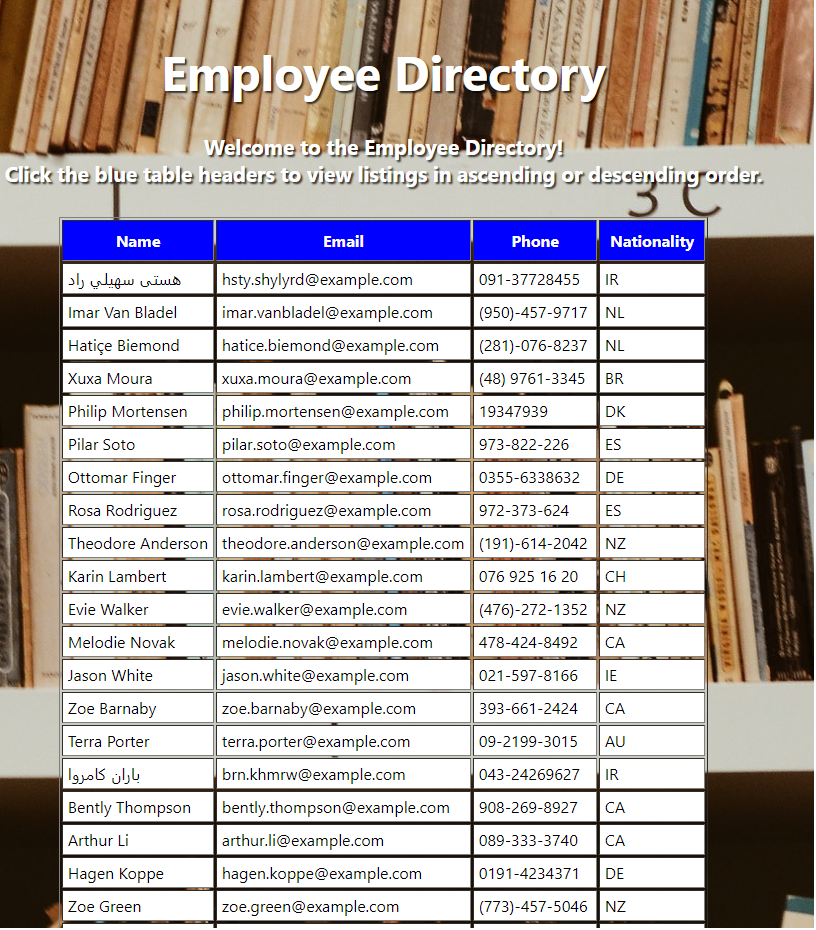 Employee Directory
Welcome to the Employee Directory!
Click the blue table headers to view listings in ascending or descending order.
3 C
Name Email Phone Nationality
هستی سهيلي راد hsty.shylyrd@example.com 091-37728455 IR
Imar Van Bladel imar.vanbladel@example.com (950)-457-9717 NL
Hatiçe Biemond hatice.biemond@example.com (281)-076-8237 NL
Xuxa Moura xuxa.moura@example.com (48) 9761-3345 BR
Philip Mortensen philip.mortensen@example.com 19347939 DK
Pilar Soto pilar.soto@example.com 973-822-226 ES
Ottomar Finger ottomar.finger@example.com 0355-6338632 DE
Rosa Rodriguez rosa.rodriguez@example.com 972-373-624 ES
Theodore Anderson theodore.anderson@example.com (191)-614-2042 NZ
Karin Lambert karin.lambert@example.com 076 925 16 20 CH
Evie Walker evie.walker@example.com (476)-272-1352 NZ
Melodie Novak melodie.novak@example.com 478-424-8492 CA
Jason White jason.white@example.com 021-597-8166 IE
Zoe Barnaby zoe.barnaby@example.com 393-661-2424 CA
Terra Porter terra.porter@example.com 09-2199-3015 AU
باران کامروا brn.khmrw@example.com 043-24269627 IR
Bently Thompson bently.thompson@example.com 908-269-8927 CA
Arthur Li arthur.li@example.com 089-333-3740 CA
Hagen Koppe hagen.koppe@example.com 0191-4234371 DE
Zoe Green zoe.green@example.com (773)-457-5046 NZ